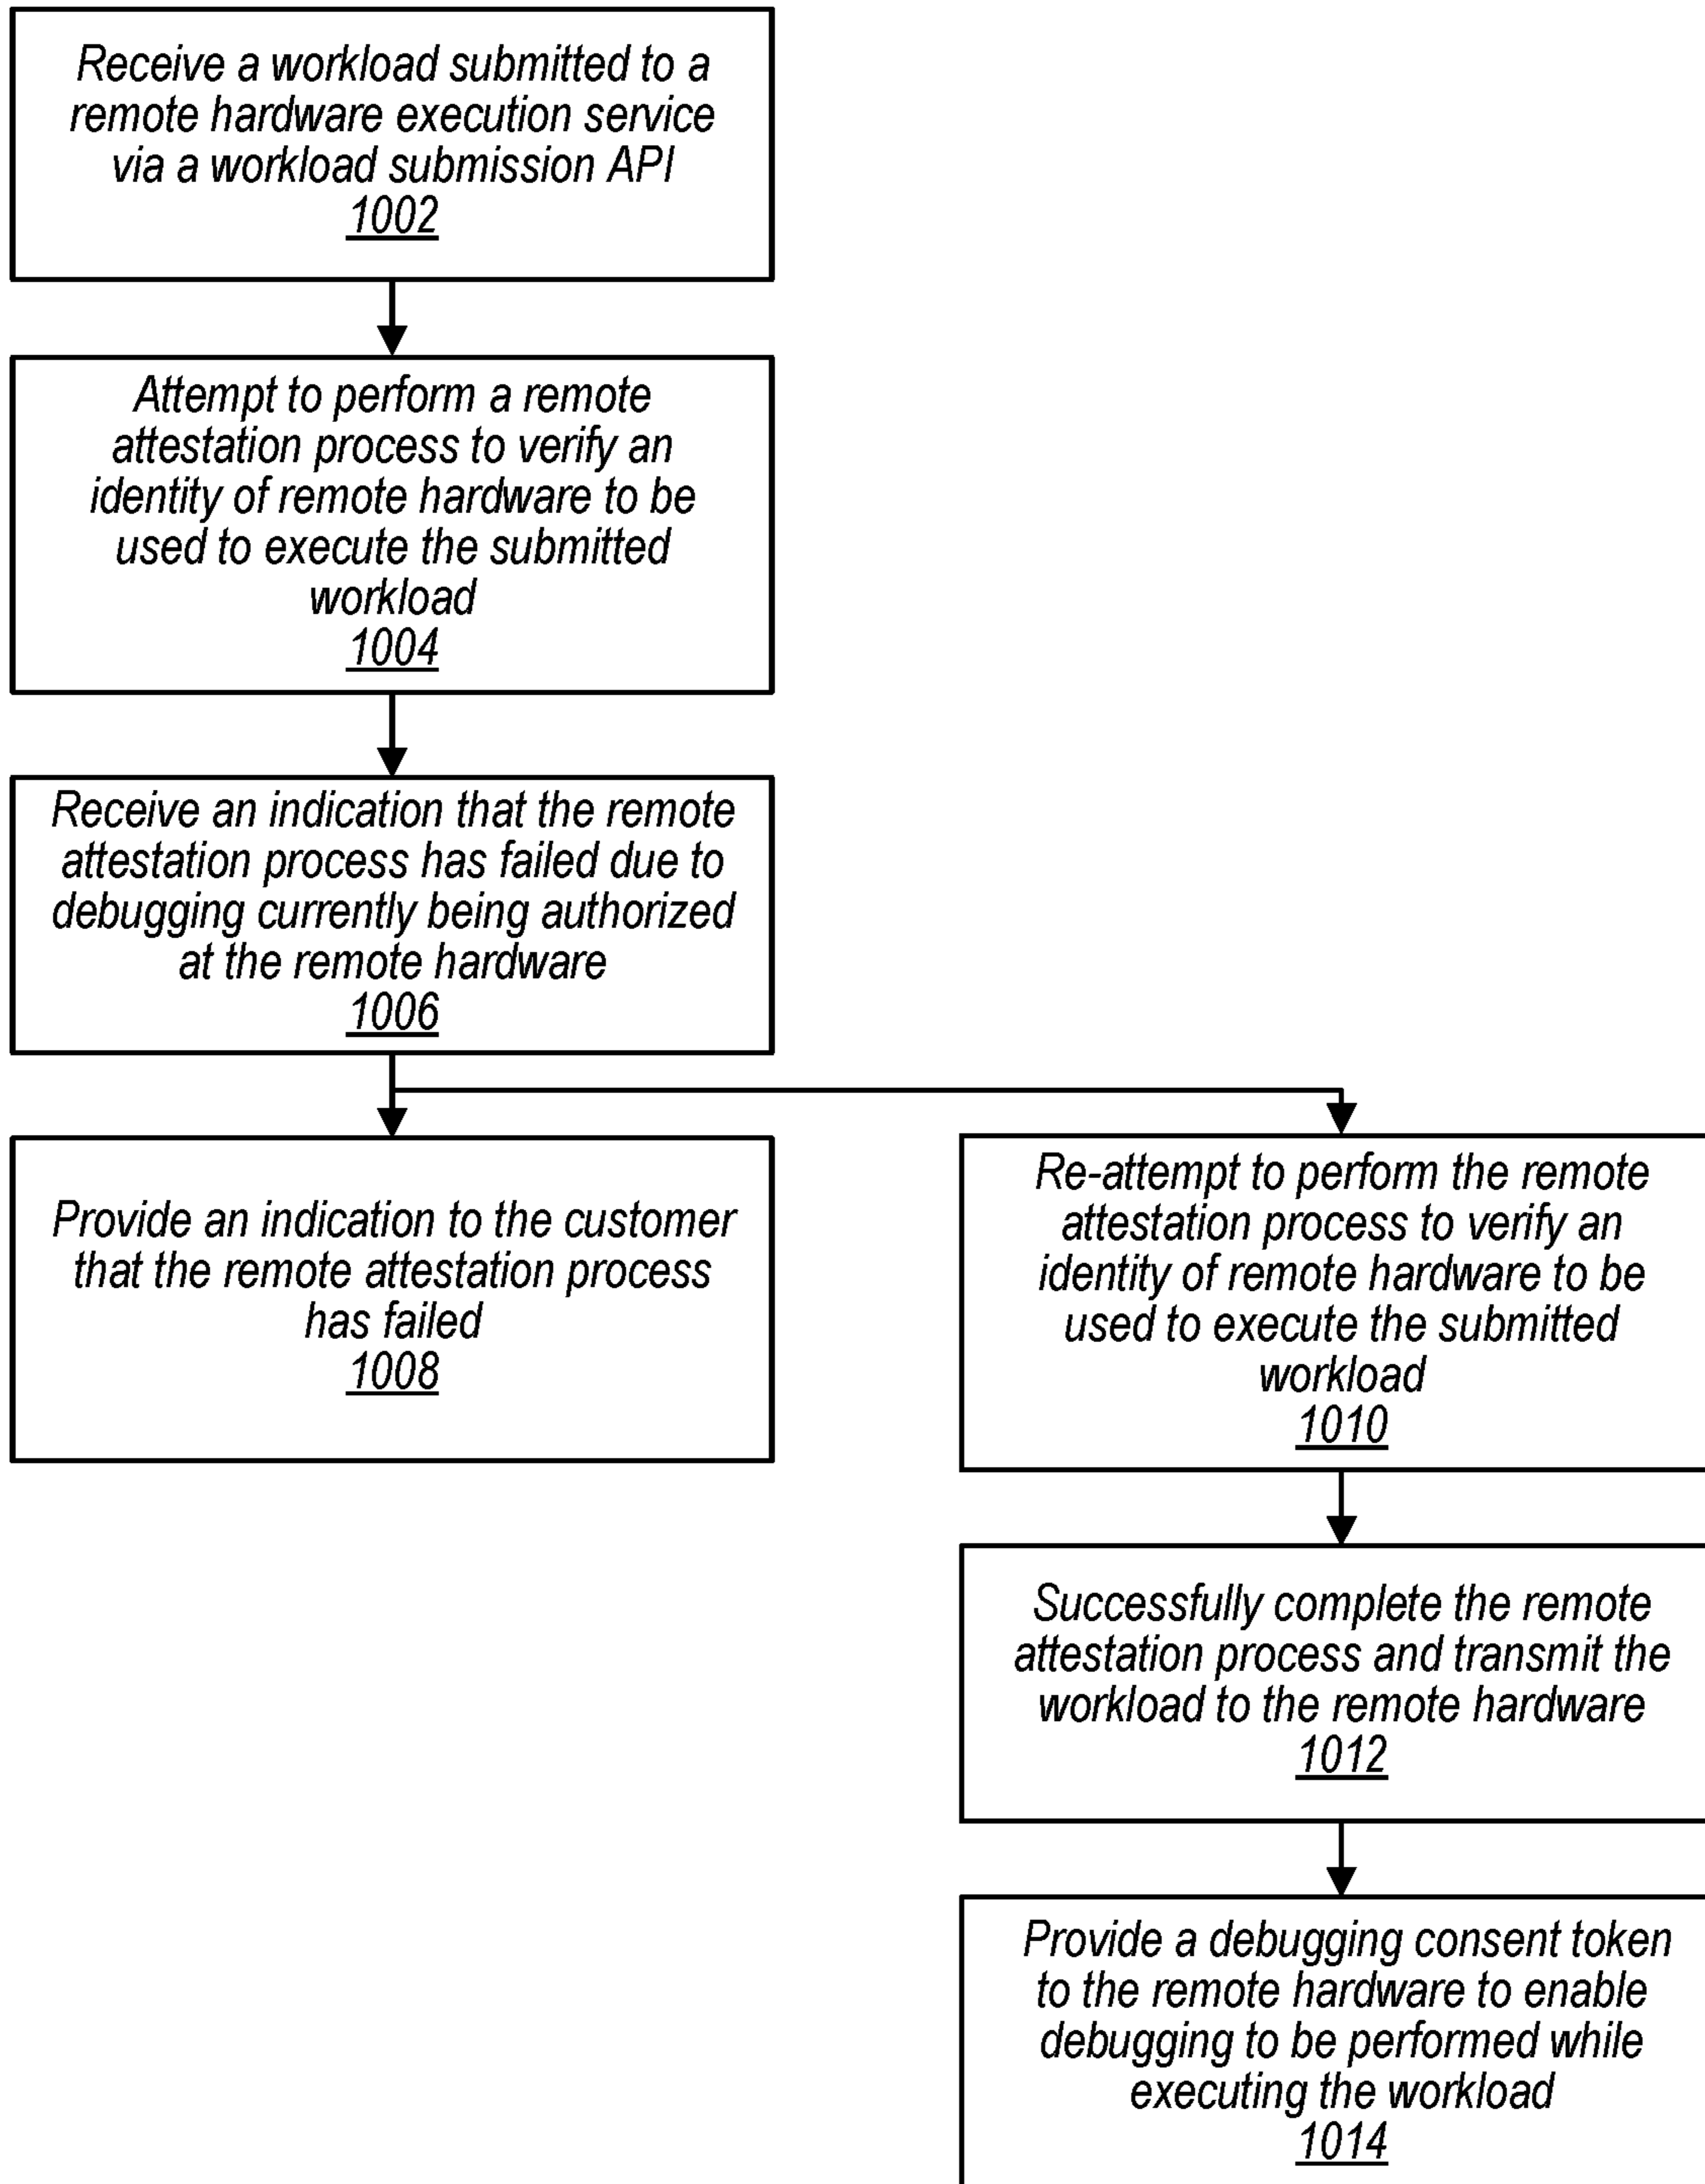 Receive a workload submitted to a
remote hardware execution service
via a workload submission API
1002
Attempt to perform a remote
attestation process to verify an
identity of remote hardware to be
used to execute the submitted
workload
1004
Receive an indication that the remote
attestation process has failed due to
debugging currently being authorized
at the remote hardware
1006
Provide an indication to the customer
that the remote attestation process
has failed
1008
Re-attempt to perform the remote
attestation process to verify an
identity of remote hardware to be
used to execute the submitted
workload
1010
Successfully complete the remote
attestation process and transmit the
workload to the remote hardware
1012
Provide a debugging consent token
to the remote hardware to enable
debugging to be performed while
executing the workload
1014